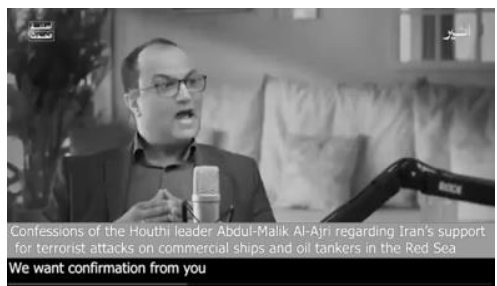 أثير
Confessions of the Houthi leader Abdul-Malik Al-Ajri regarding Iran's support
for terrorist attacks on commercial ships and oil tankers in the Red Sea
We want confirmation from you